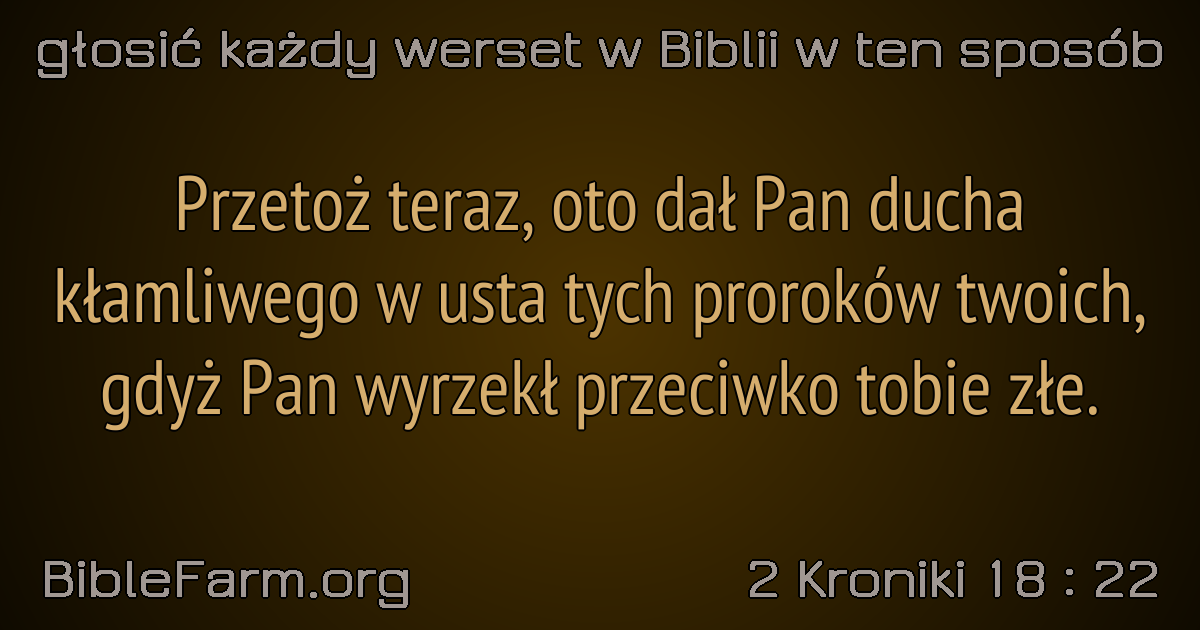 głosić każdy werset w Biblii w ten sposób
Przetoż teraz, oto dał Pan ducha
kłamliwego w usta tych proroków twoich,
gdyż Pan wyrzekł przeciwko tobie złe.
BibleFarm.org
2 Kroniki 18 : 22